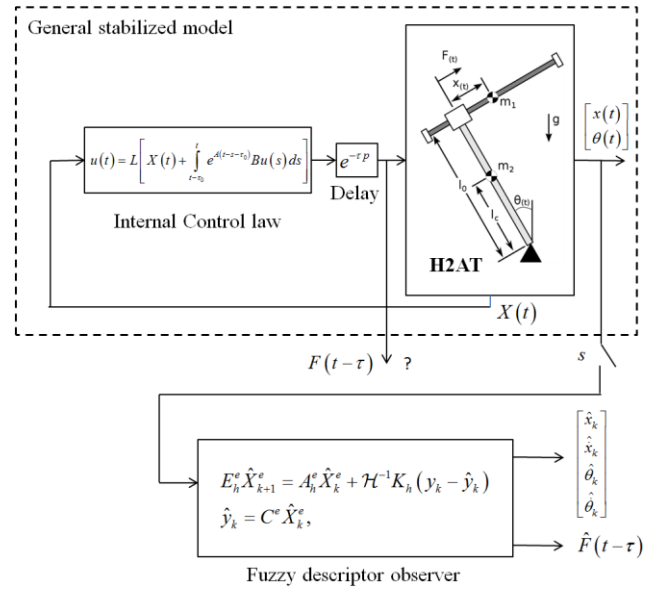 General stabilized model
F(t)
x(t)
m₁
g
m₂
l₀
l_c
θ(t)
H2AT
u(t) = L[X(t) + ∫_{t-τ₀}^{t} e^{A(t-s-τ₀)} Bu(s)ds]
Internal Control law
e^{-τp}
Delay
[x(t)
θ(t)]
X(t)
F(t-τ) ?
s
E_h^e X̂_{k+1}^e = A_h^e X̂_k^e + ℋ^{-1} K_h (y_k - ŷ_k)
ŷ_k = C^e X̂_k^e,
[x̂_k
ẋ̂_k
θ̂_k
θ̇̂_k]
F̂(t-τ)
Fuzzy descriptor observer